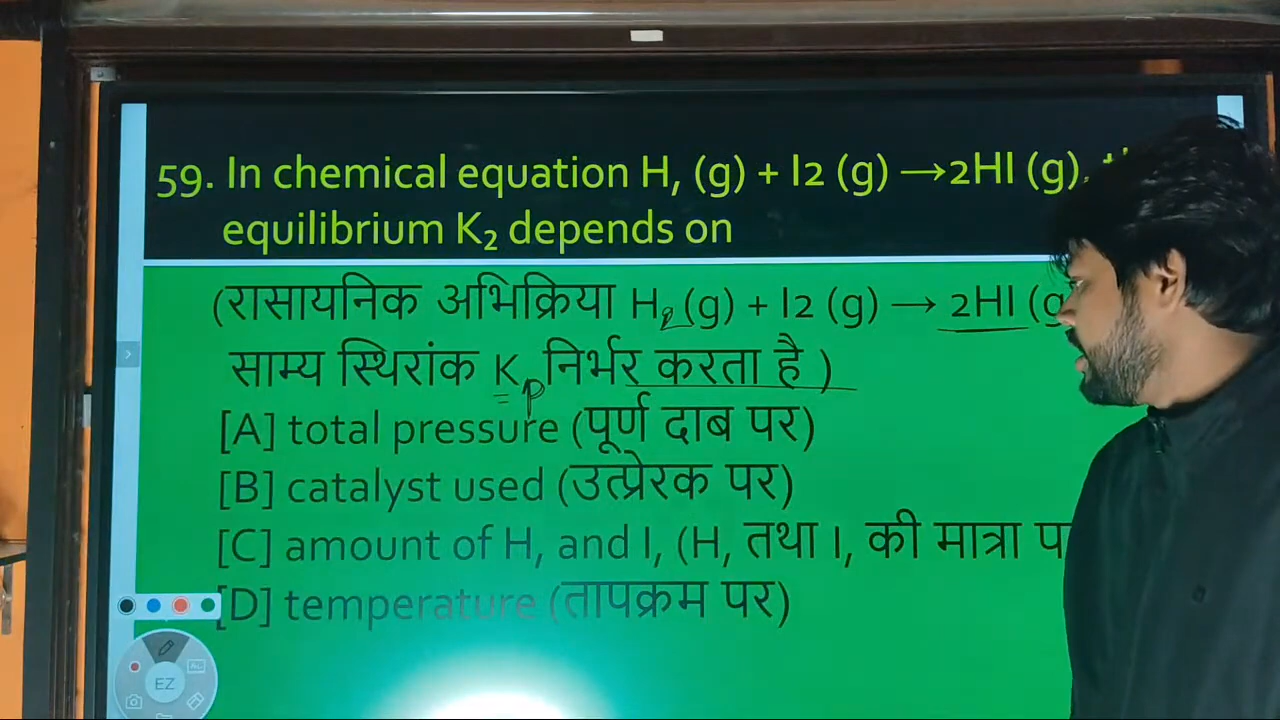 59. In chemical equation H, (g) + I2 (g) →2HI (g),
equilibrium K₂ depends on
(रासायनिक अभिक्रिया H₂(g) + I2 (g) → 2HI (g
साम्य स्थिरांक Kp निर्भर करता है )
[A] total pressure (पूर्ण दाब पर)
[B] catalyst used (उत्प्रेरक पर)
[C] amount of H, and I, (H, तथा I, की मात्रा प
[D] temperature (तापक्रम पर)
EZ